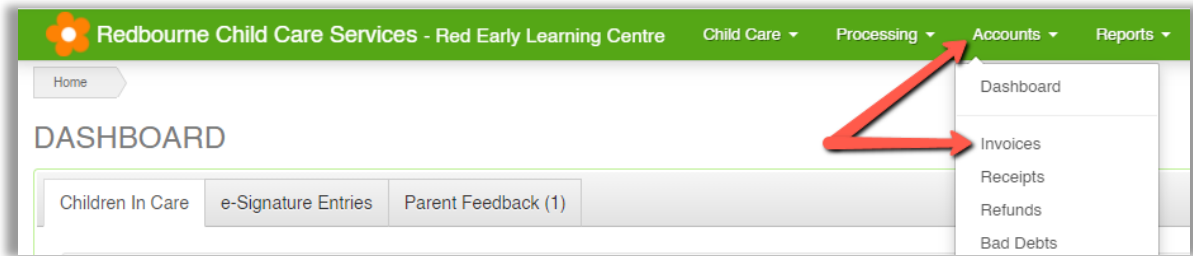 Redbourne Child Care Services - Red Early Learning Centre Child Care Processing Accounts Reports
Home
Dashboard
DASHBOARD
Invoices
Receipts
Children In Care e-Signature Entries Parent Feedback (1)
Refunds
Bad Debts